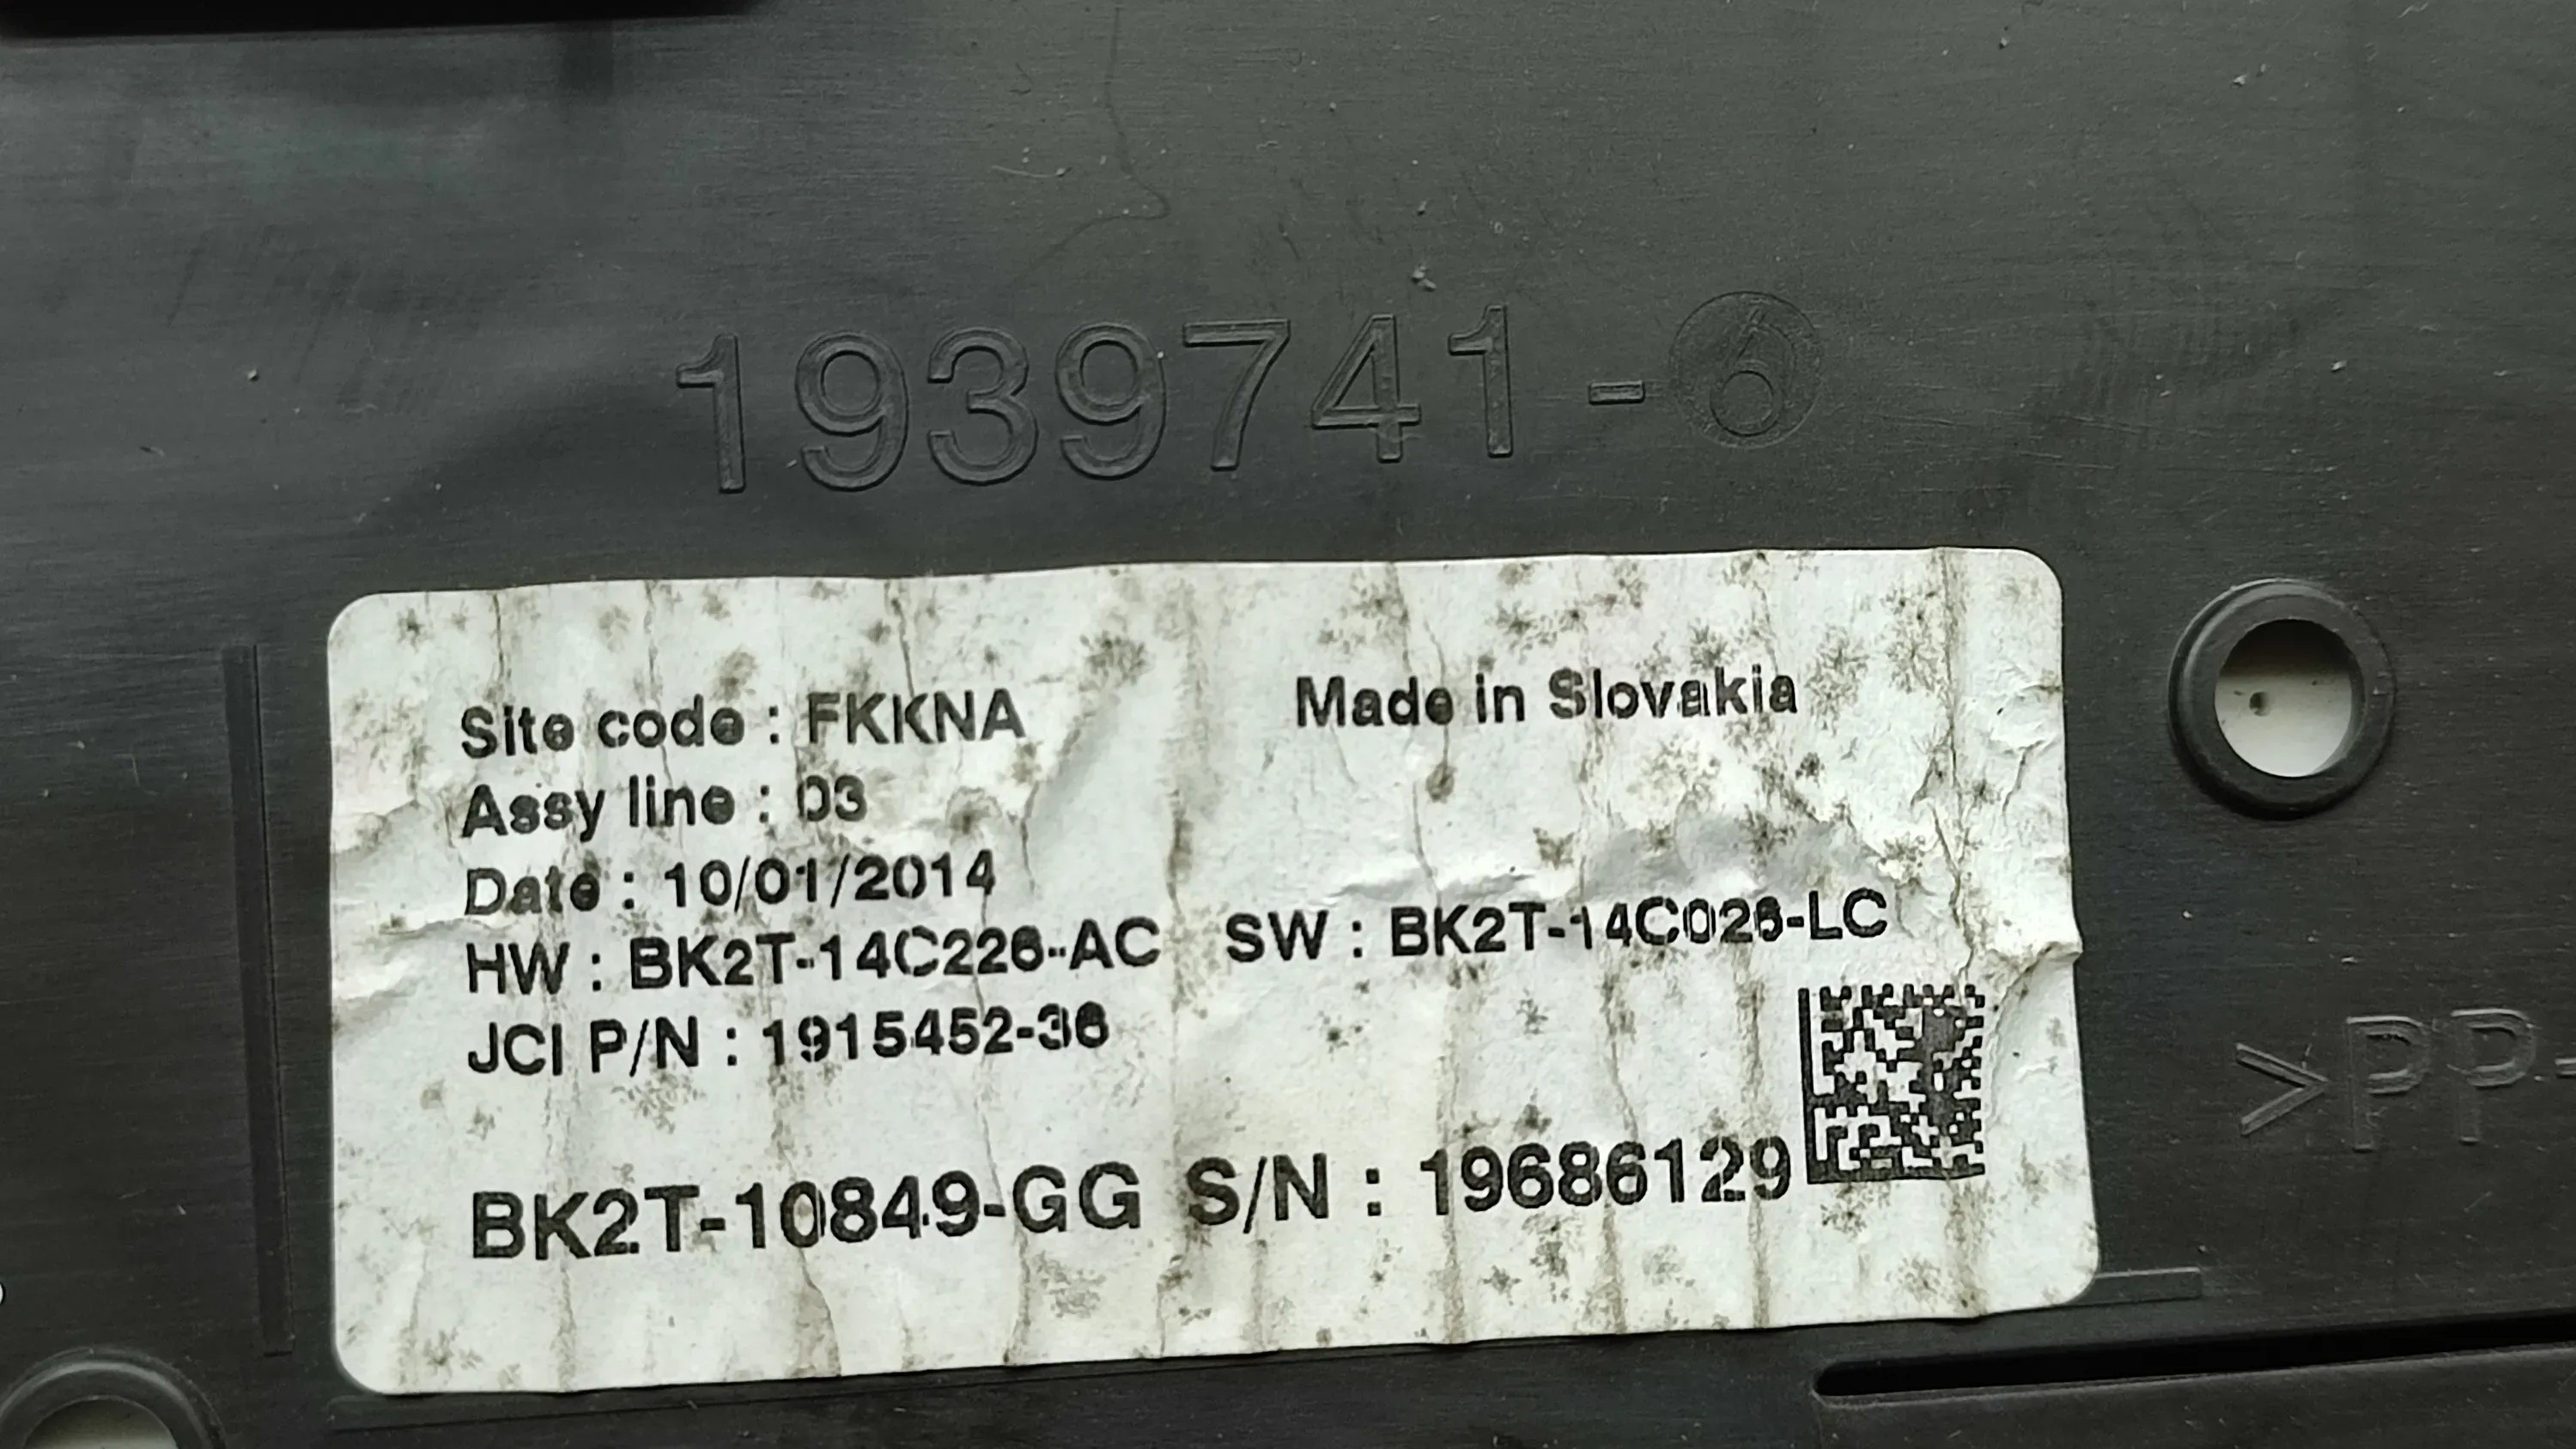 1939741-6
Site code : FKKNA Made in Slovakia
Assy line : 03
Date : 10/01/2014
HW : BK2T-14C226-AC SW : BK2T-14C026-LC
JCI P/N : 1915452-36
>PP-
BK2T-10849-GG S/N : 19686129